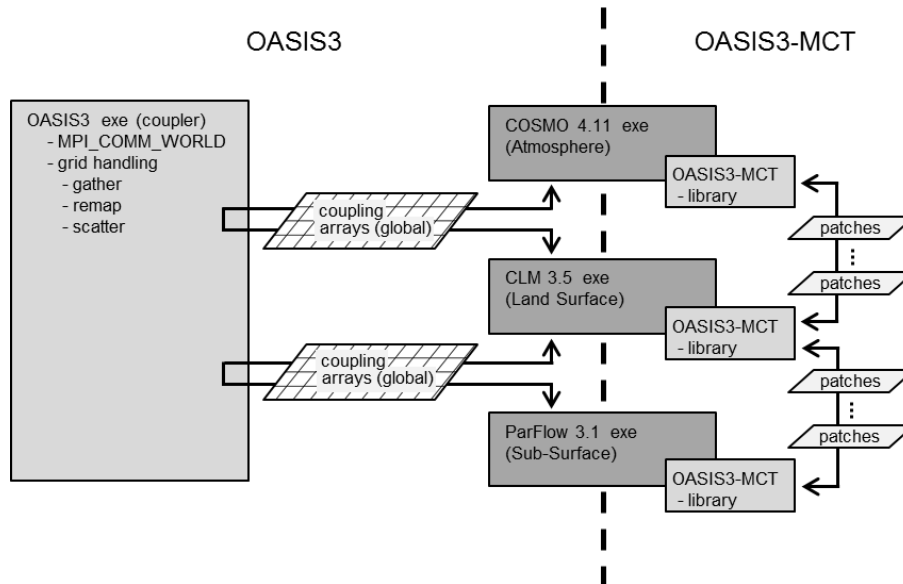 OASIS3
OASIS3-MCT
OASIS3 exe (coupler)
- MPI_COMM_WORLD
- grid handling
- gather
- remap
- scatter
coupling
arrays (global)
coupling
arrays (global)
COSMO 4.11 exe
(Atmosphere)
OASIS3-MCT
- library
CLM 3.5 exe
(Land Surface)
OASIS3-MCT
- library
ParFlow 3.1 exe
(Sub-Surface)
OASIS3-MCT
- library
patches
...
patches
patches
...
patches